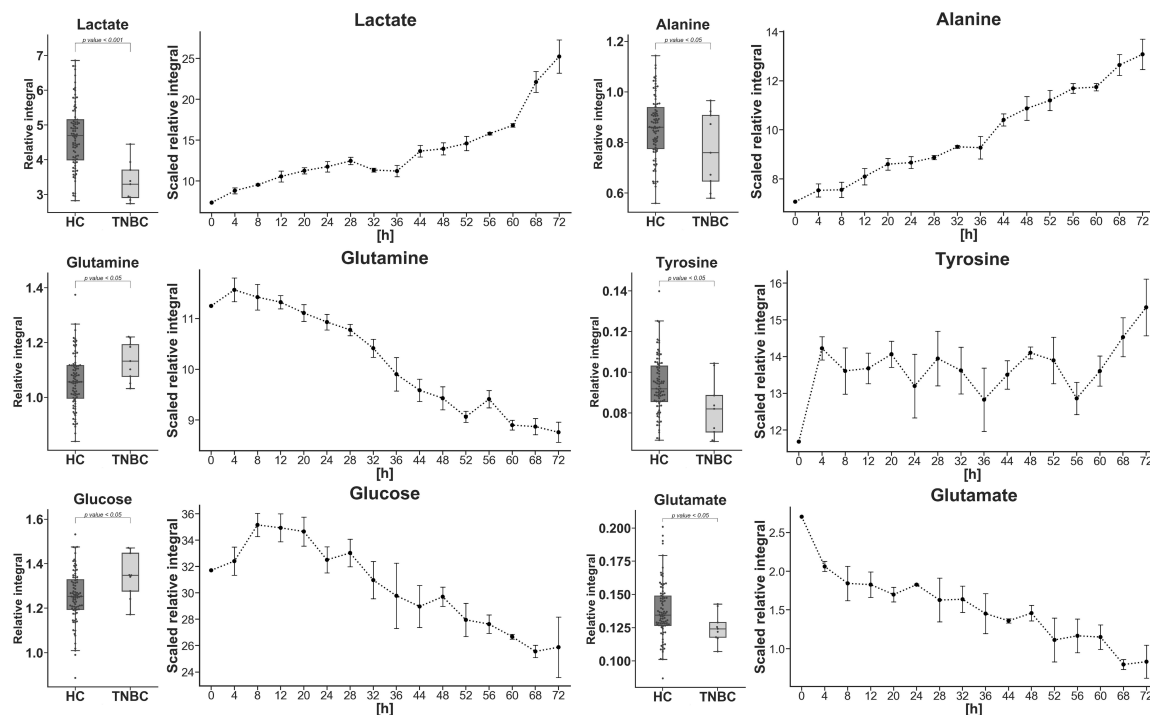 Lactate
p value < 0.001
Relative integral
7
6
5
4
3
HC TNBC
Lactate
Scaled relative integral
25
20
15
10
0 4 8 12 16 20 24 28 32 36 44 48 52 56 60 68 72
[h]
Alanine
p value < 0.05
Relative integral
1.2
1.0
0.8
0.6
HC TNBC
Alanine
Scaled relative integral
14
12
10
8
0 4 8 12 20 24 28 32 36 44 48 52 56 60 68 72
[h]
Glutamine
p value < 0.05
Relative integral
1.4
1.2
1.0
HC TNBC
Glutamine
Scaled relative integral
11
10
9
0 4 8 12 20 24 28 32 36 44 48 52 56 60 68 72
[h]
Tyrosine
p value < 0.05
Relative integral
0.14
0.12
0.10
0.08
HC TNBC
Tyrosine
Scaled relative integral
16
15
14
13
12
0 4 8 12 20 24 28 32 36 44 48 52 56 60 68 72
[h]
Glucose
p value < 0.05
Relative integral
1.6
1.4
1.2
1.0
HC TNBC
Glucose
Scaled relative integral
36
34
32
30
28
26
24
0 4 8 12 20 24 28 32 36 44 48 52 56 60 68 72
[h]
Glutamate
p value < 0.05
Relative integral
0.200
0.175
0.150
0.125
0.100
HC TNBC
Glutamate
Scaled relative integral
2.5
2.0
1.5
1.0
0 4 8 12 20 24 28 32 36 44 48 52 56 60 68 72
[h]